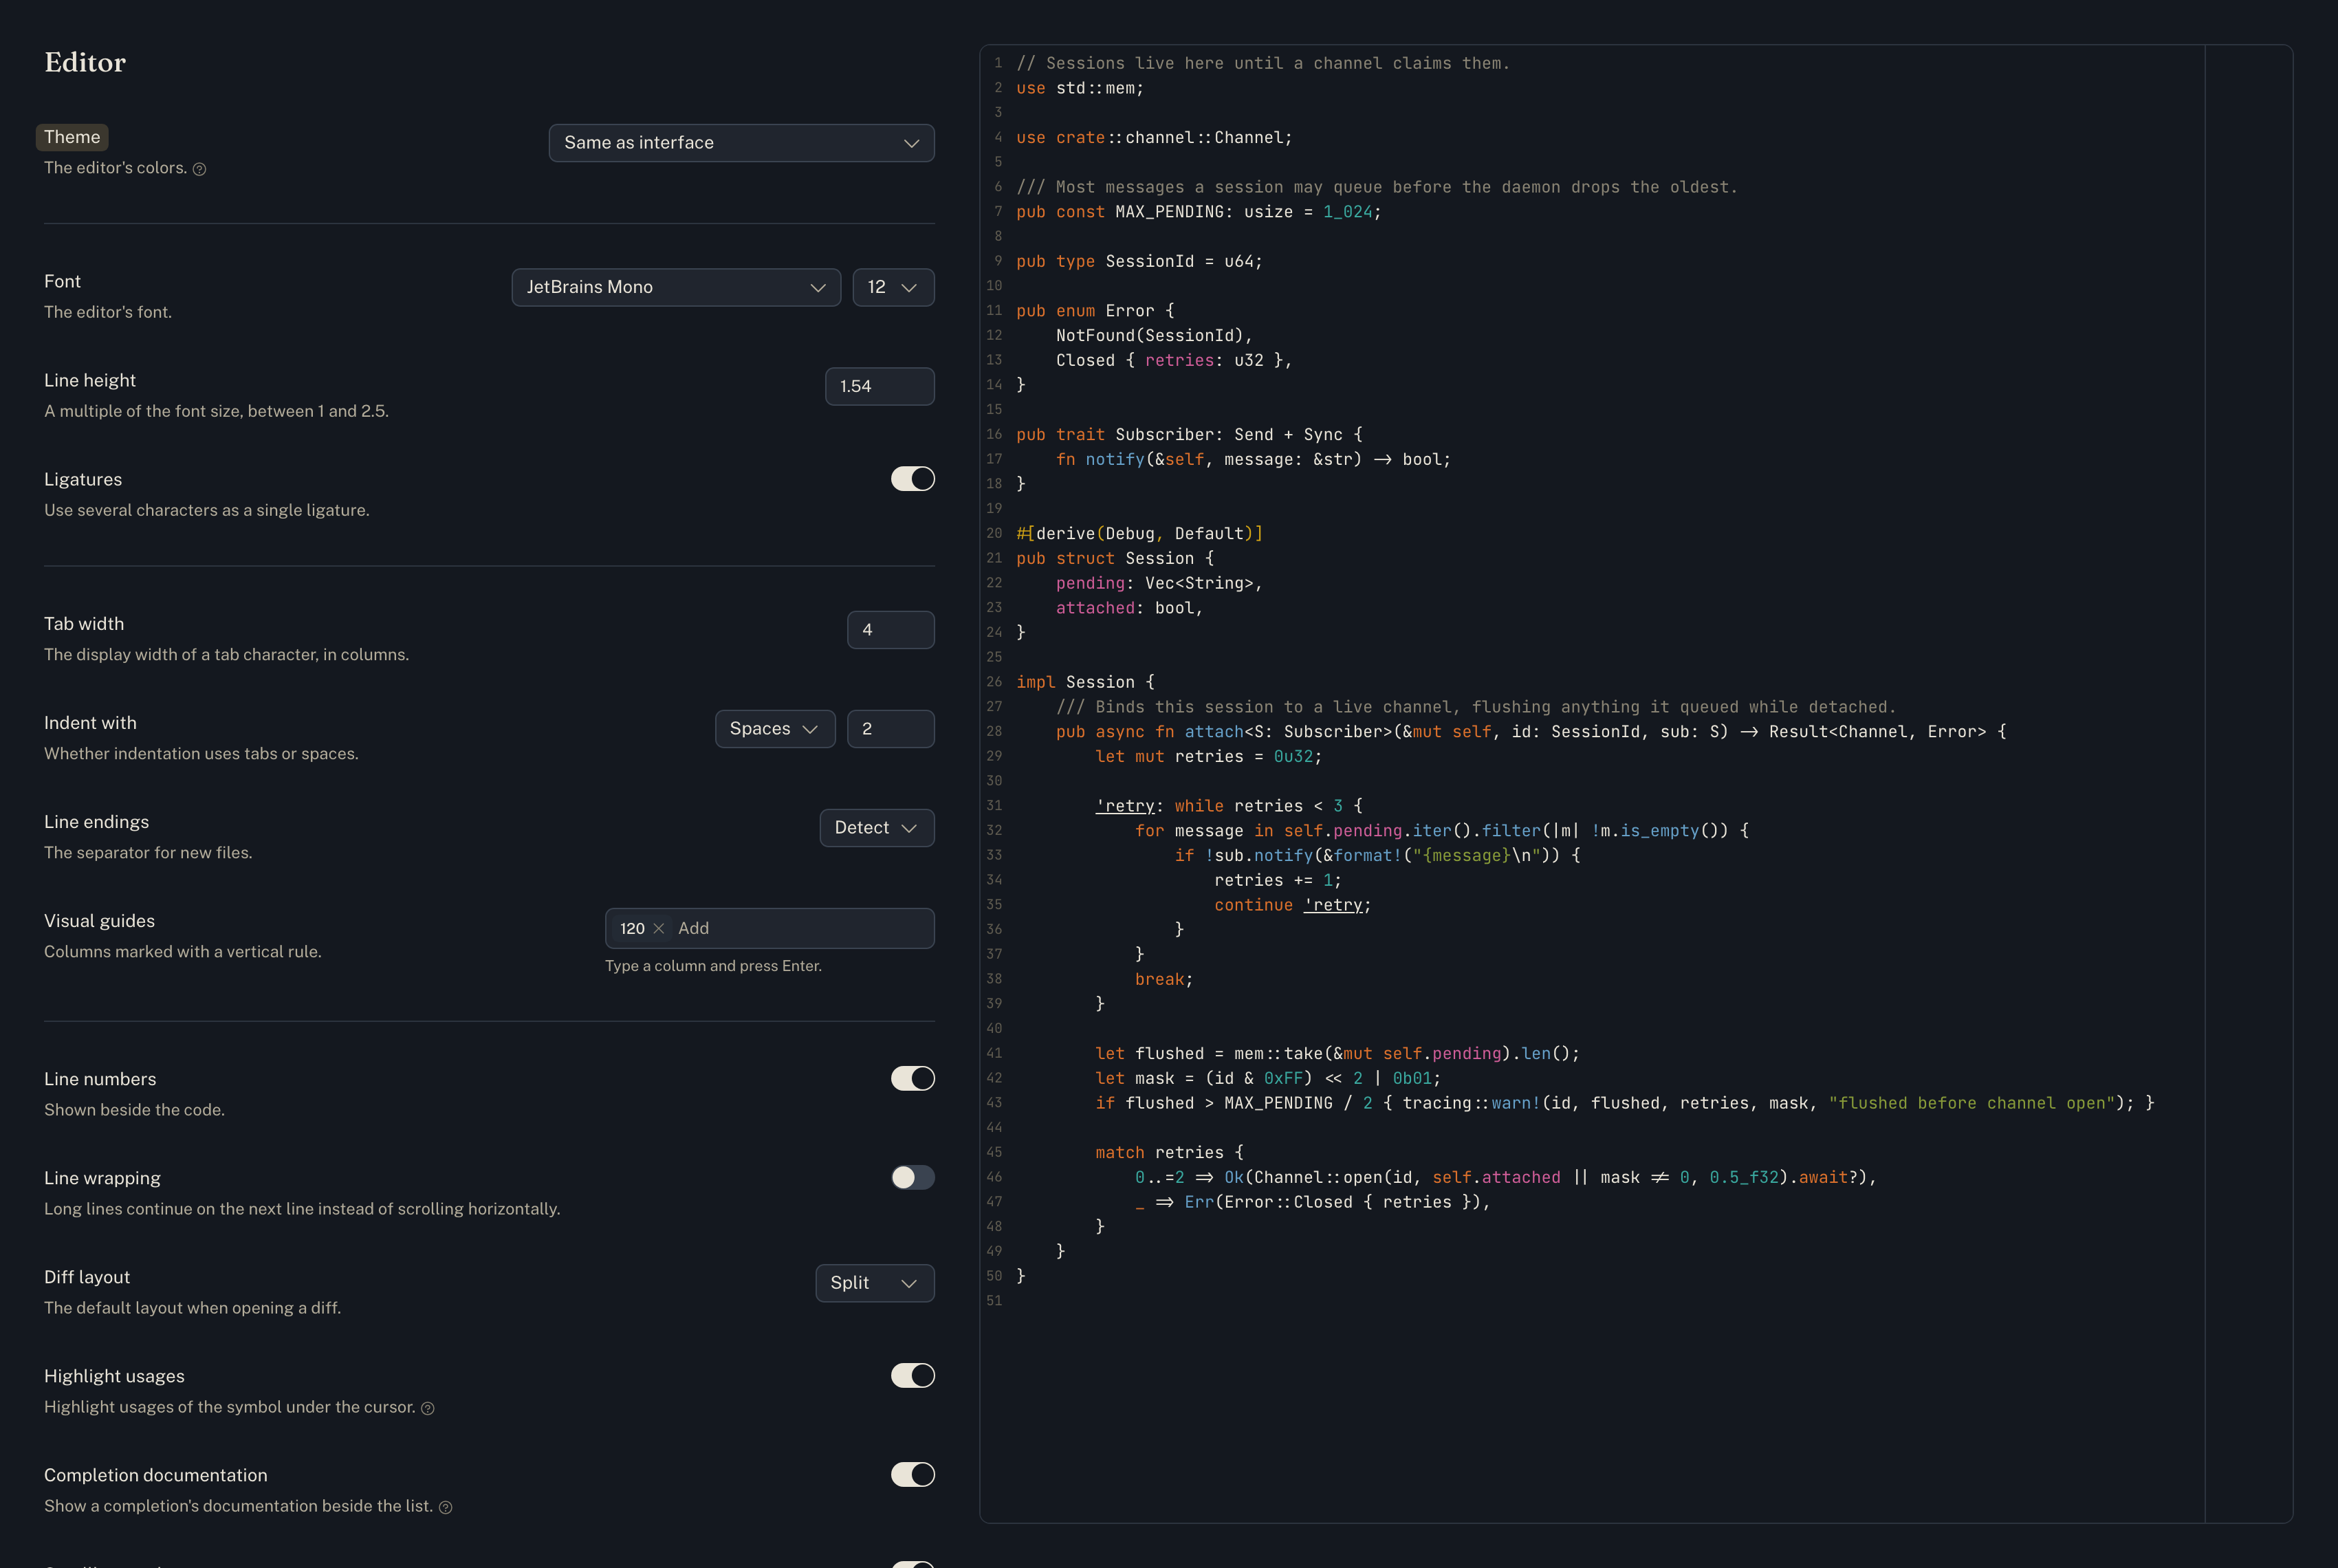 Editor
Theme
Same as interface
The editor's colors.
Font
JetBrains Mono
12
The editor's font.
Line height
1.54
A multiple of the font size, between 1 and 2.5.
Ligatures
Use several characters as a single ligature.
Tab width
4
The display width of a tab character, in columns.
Indent with
Spaces
2
Whether indentation uses tabs or spaces.
Line endings
Detect
The separator for new files.
Visual guides
120 × Add
Columns marked with a vertical rule.
Type a column and press Enter.
Line numbers
Shown beside the code.
Line wrapping
Long lines continue on the next line instead of scrolling horizontally.
Diff layout
Split
The default layout when opening a diff.
Highlight usages
Highlight usages of the symbol under the cursor.
Completion documentation
Show a completion's documentation beside the list.
1 // Sessions live here until a channel claims them.
2 use std::mem;
3
4 use crate::channel::Channel;
5
6 /// Most messages a session may queue before the daemon drops the oldest.
7 pub const MAX_PENDING: usize = 1_024;
8
9 pub type SessionId = u64;
10
11 pub enum Error {
12     NotFound(SessionId),
13     Closed { retries: u32 },
14 }
15
16 pub trait Subscriber: Send + Sync {
17     fn notify(&self, message: &str) -> bool;
18 }
19
20 #[derive(Debug, Default)]
21 pub struct Session {
22     pending: Vec<String>,
23     attached: bool,
24 }
25
26 impl Session {
27     /// Binds this session to a live channel, flushing anything it queued while detached.
28     pub async fn attach<S: Subscriber>(&mut self, id: SessionId, sub: S) -> Result<Channel, Error> {
29         let mut retries = 0u32;
30
31         'retry: while retries < 3 {
32             for message in self.pending.iter().filter(|m| !m.is_empty()) {
33                 if !sub.notify(&format!("{message}\n")) {
34                     retries += 1;
35                     continue 'retry;
36                 }
37             }
38             break;
39         }
40
41         let flushed = mem::take(&mut self.pending).len();
42         let mask = (id & 0xFF) << 2 | 0b01;
43         if flushed > MAX_PENDING / 2 { tracing::warn!(id, flushed, retries, mask, "flushed before channel open"); }
44
45         match retries {
46             0..=2 => Ok(Channel::open(id, self.attached || mask != 0, 0.5_f32).await?),
47             _ => Err(Error::Closed { retries }),
48         }
49     }
50 }
51